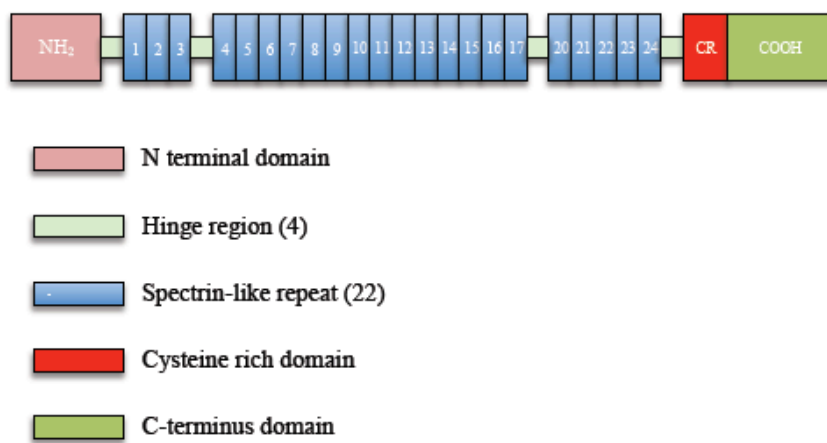 NH₂ 1 2 3 4 5 6 7 8 9 10 11 12 13 14 15 16 17 20 21 22 23 24 CR COOH
N terminal domain
Hinge region (4)
Spectrin-like repeat (22)
Cysteine rich domain
C-terminus domain